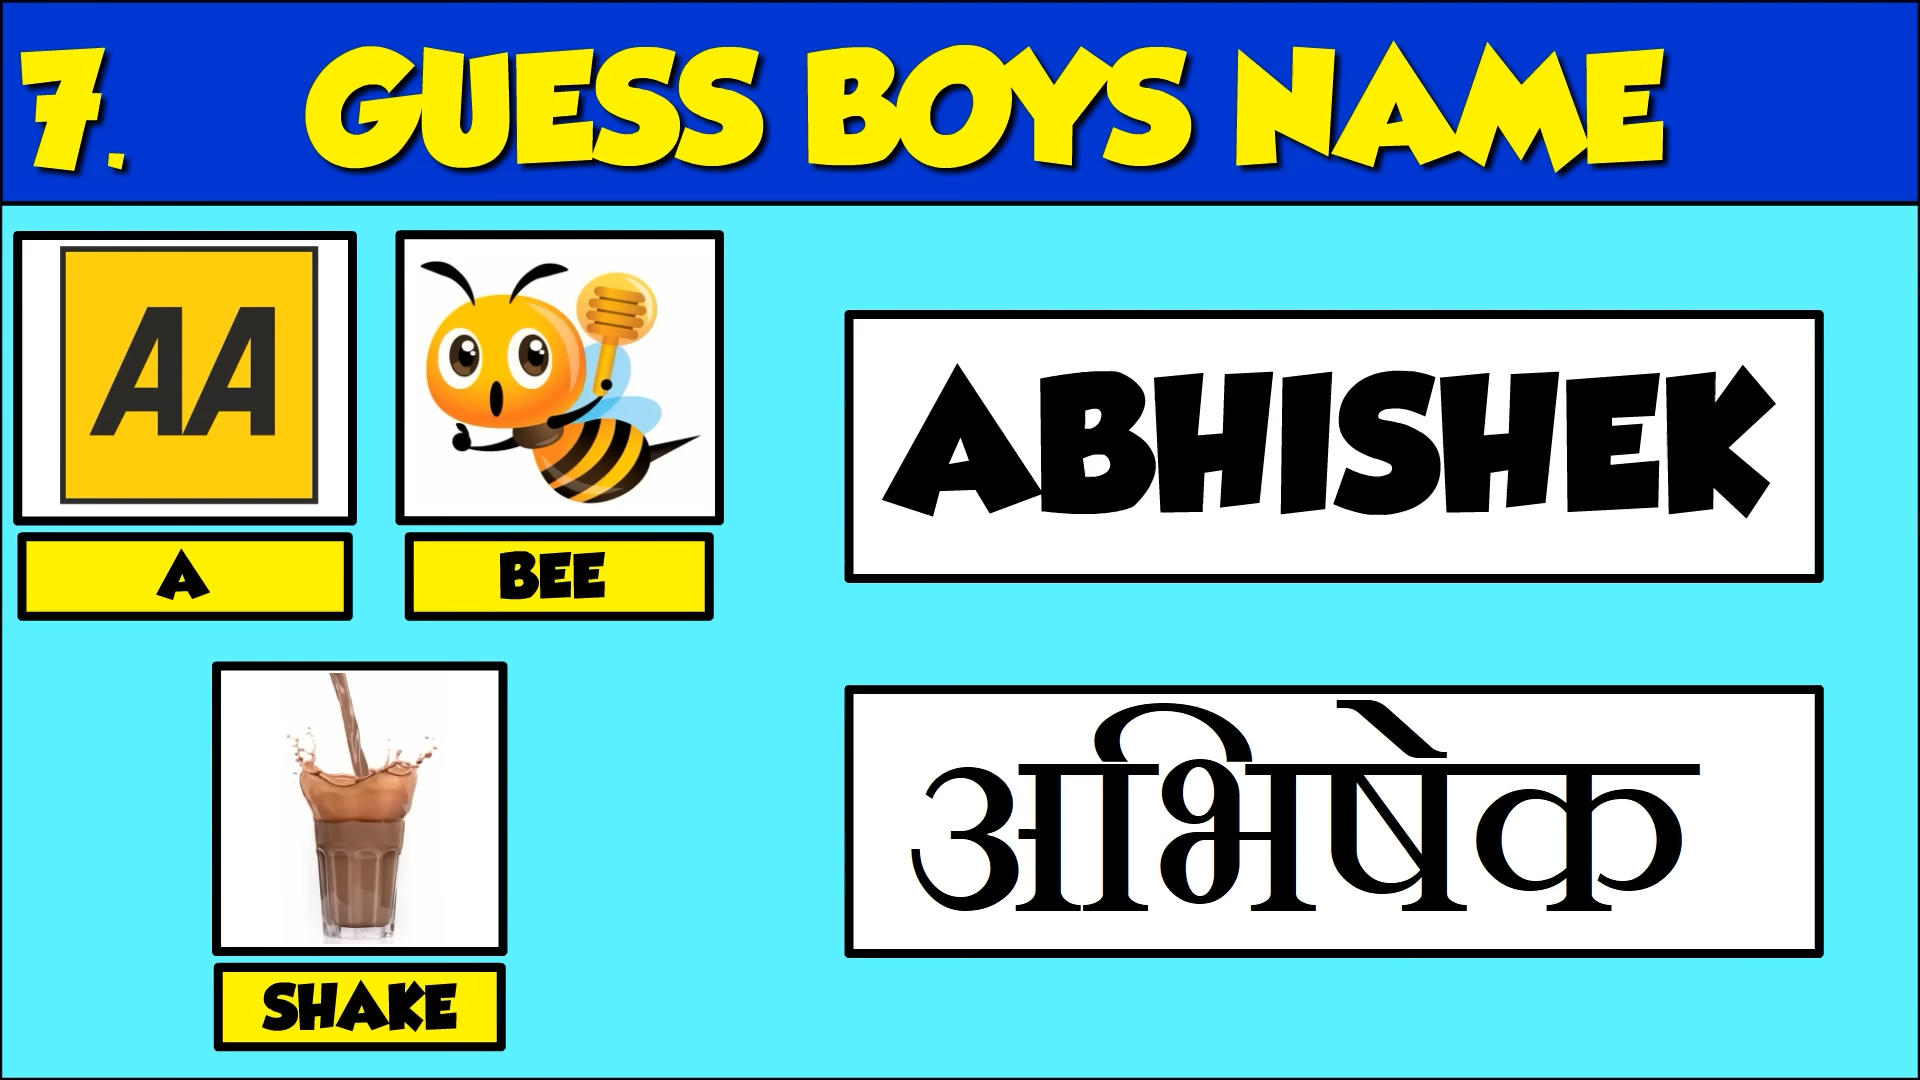 7. GUESS BOYS NAME
AA
A
BEE
SHAKE
ABHISHEK
अभिषेक